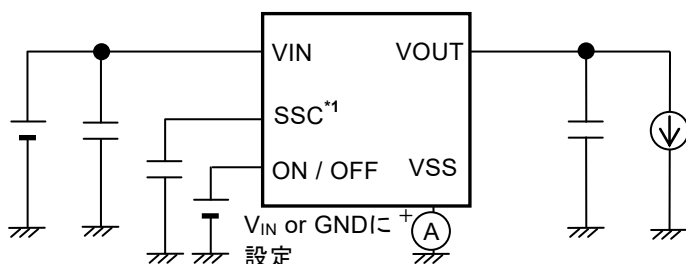 VIN VOUT
SSC*1
ON / OFF VSS
VIN or GNDに
設定
+
A